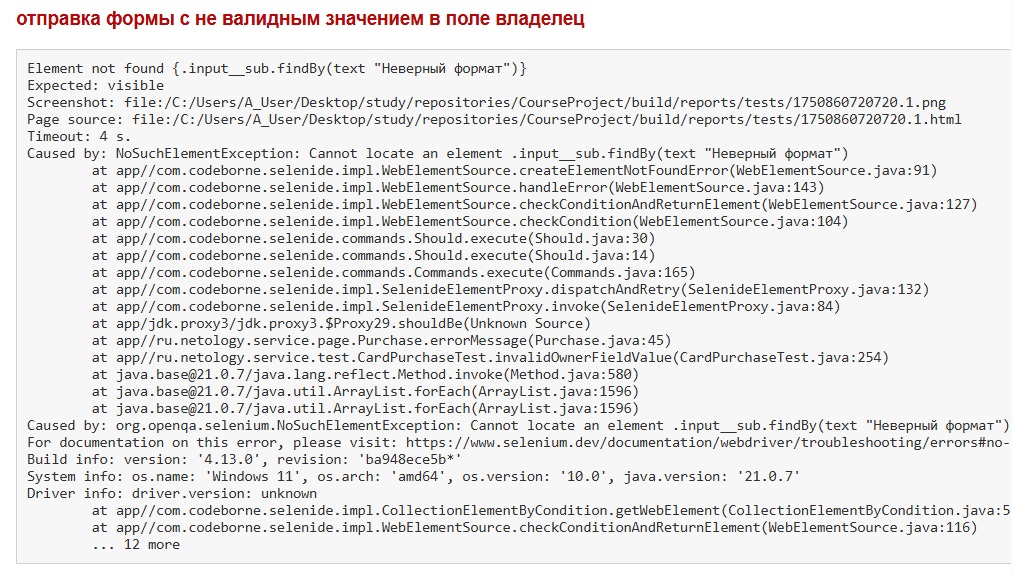 отправка формы с не валидным значением в поле владелец
Element not found {.input__sub.findBy(text "Неверный формат")}
Expected: visible
Screenshot: file:/C:/Users/A_User/Desktop/study/repositories/CourseProject/build/reports/tests/1750860720720.1.png
Page source: file:/C:/Users/A_User/Desktop/study/repositories/CourseProject/build/reports/tests/1750860720720.1.html
Timeout: 4 s.
Caused by: NoSuchElementException: Cannot locate an element .input__sub.findBy(text "Неверный формат")
at app//com.codeborne.selenide.impl.WebElementSource.createElementNotFoundError(WebElementSource.java:91)
at app//com.codeborne.selenide.impl.WebElementSource.handleError(WebElementSource.java:143)
at app//com.codeborne.selenide.impl.WebElementSource.checkConditionAndReturnElement(WebElementSource.java:127)
at app//com.codeborne.selenide.impl.WebElementSource.checkCondition(WebElementSource.java:104)
at app//com.codeborne.selenide.commands.Should.execute(Should.java:30)
at app//com.codeborne.selenide.commands.Should.execute(Should.java:14)
at app//com.codeborne.selenide.commands.Commands.execute(Commands.java:165)
at app//com.codeborne.selenide.impl.SelenideElementProxy.dispatchAndRetry(SelenideElementProxy.java:132)
at app//com.codeborne.selenide.impl.SelenideElementProxy.invoke(SelenideElementProxy.java:84)
at app/jdk.proxy3/jdk.proxy3.$Proxy29.shouldBe(Unknown Source)
at app//ru.netology.service.page.Purchase.errorMessage(Purchase.java:45)
at app//ru.netology.service.test.CardPurchaseTest.invalidOwnerFieldValue(CardPurchaseTest.java:254)
at java.base@21.0.7/java.lang.reflect.Method.invoke(Method.java:580)
at java.base@21.0.7/java.util.ArrayList.forEach(ArrayList.java:1596)
at java.base@21.0.7/java.util.ArrayList.forEach(ArrayList.java:1596)
Caused by: org.openqa.selenium.NoSuchElementException: Cannot locate an element .input__sub.findBy(text "Неверный формат")
For documentation on this error, please visit: https://www.selenium.dev/documentation/webdriver/troubleshooting/errors#no-
Build info: version: '4.13.0', revision: 'ba948ece5b*'
System info: os.name: 'Windows 11', os.arch: 'amd64', os.version: '10.0', java.version: '21.0.7'
Driver info: driver.version: unknown
at app//com.codeborne.selenide.impl.CollectionElementByCondition.getWebElement(CollectionElementByCondition.java:5
at app//com.codeborne.selenide.impl.WebElementSource.checkConditionAndReturnElement(WebElementSource.java:116)
... 12 more